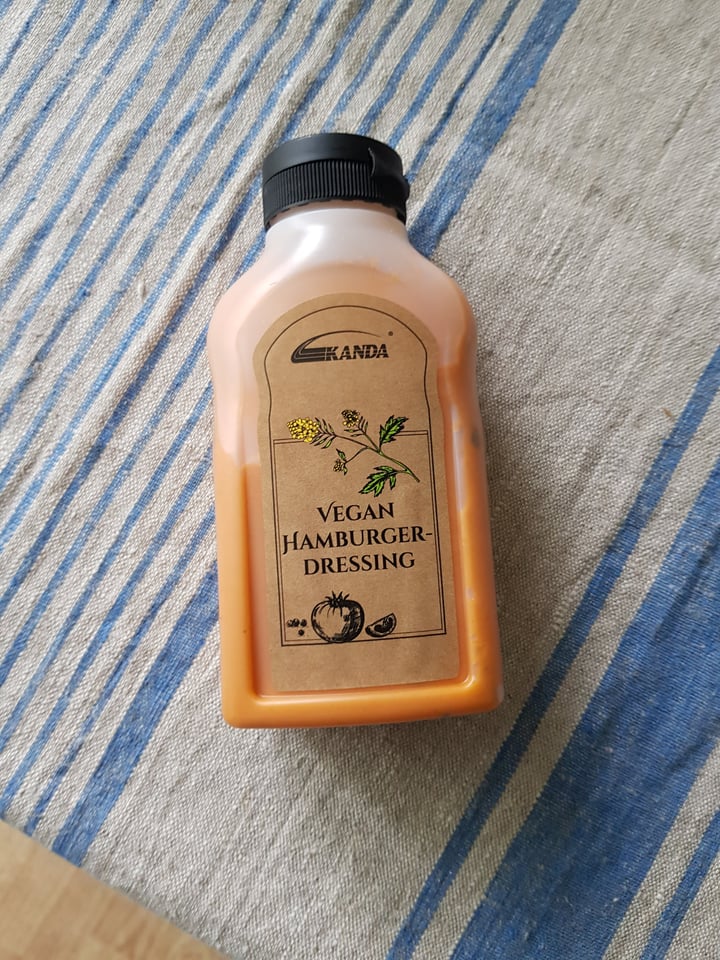 KANDA
VEGAN
HAMBURGER-
DRESSING